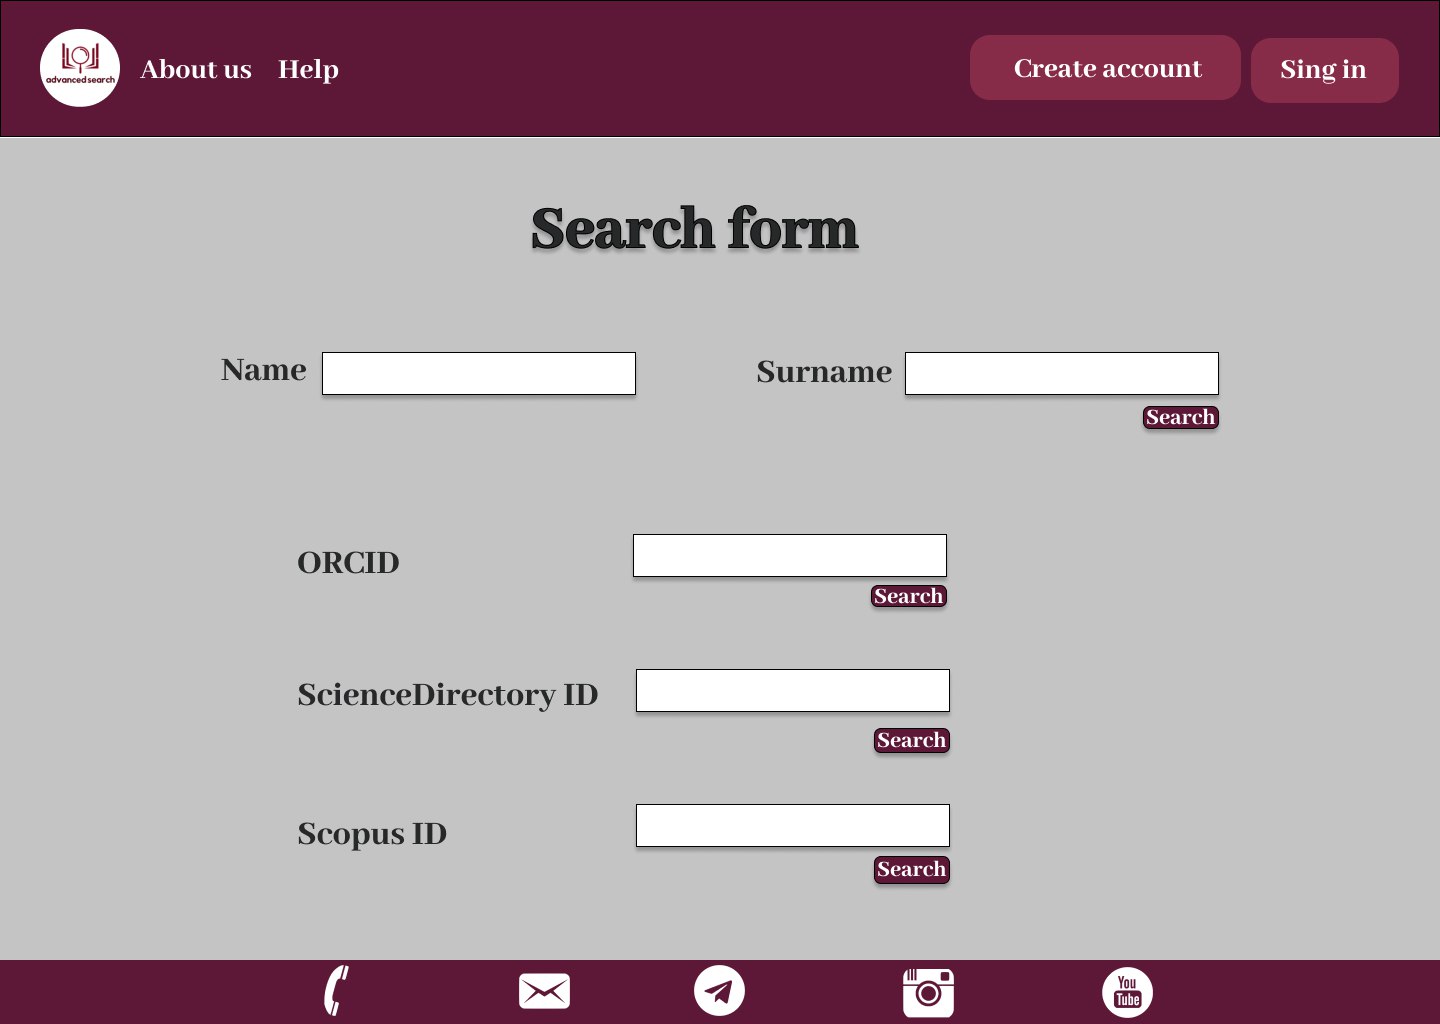 advanced search
About us
Help
Create account
Sing in
Search form
Name
Surname
Search
ORCID
Search
ScienceDirectory ID
Search
Scopus ID
Search
You
Tube